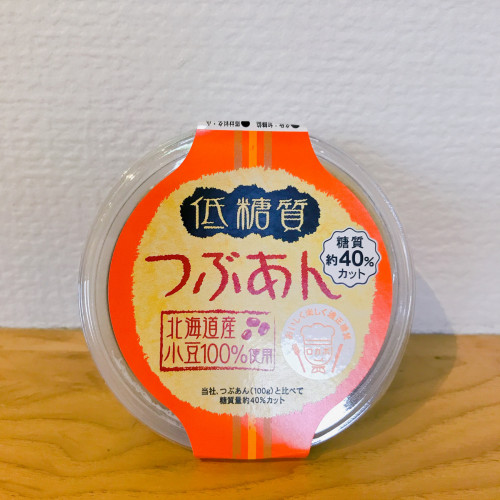 低糖質
つぶあん
糖質
約40%
カット
北海道産
小豆100%使用
当社、つぶあん(100g)と比べて
糖質量約40%カット